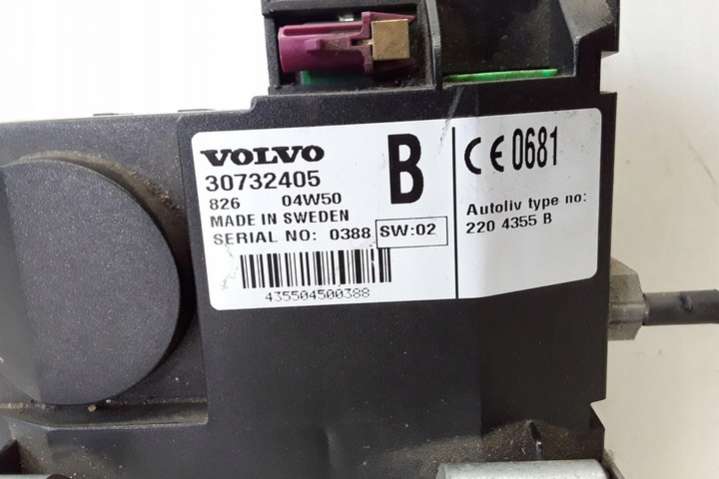 VOLVO
30732405
826 04W50
MADE IN SWEDEN
SERIAL NO: 0388 SW:02
435504500388
B
CE 0681
Autoliv type no:
220 4355 B